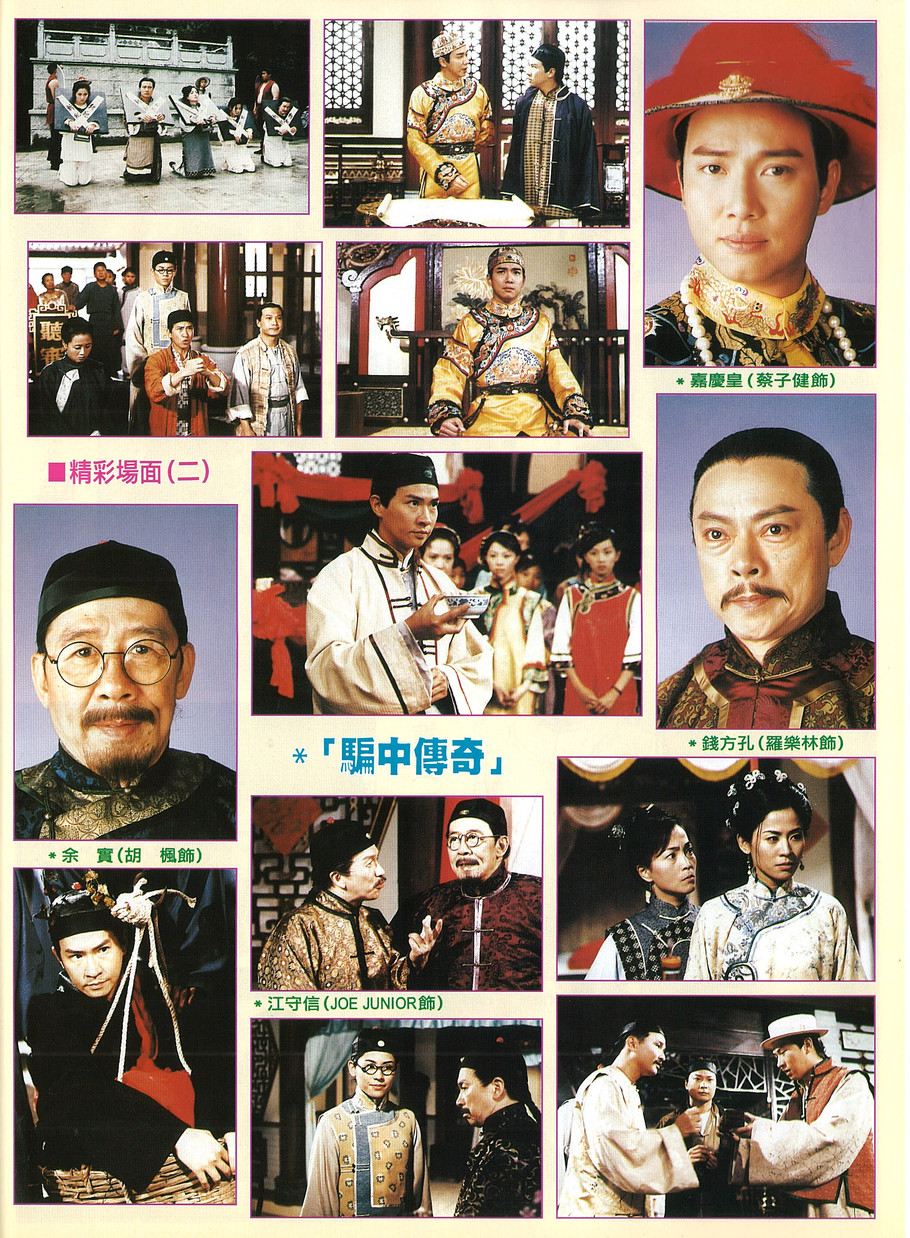 * 嘉慶皇(蔡子健飾)
聽
審
■精彩場面(二)
* 錢方孔(羅樂林飾)
*「騙中傳奇」
* 余　實(胡　楓飾)
* 江守信(JOE JUNIOR飾)